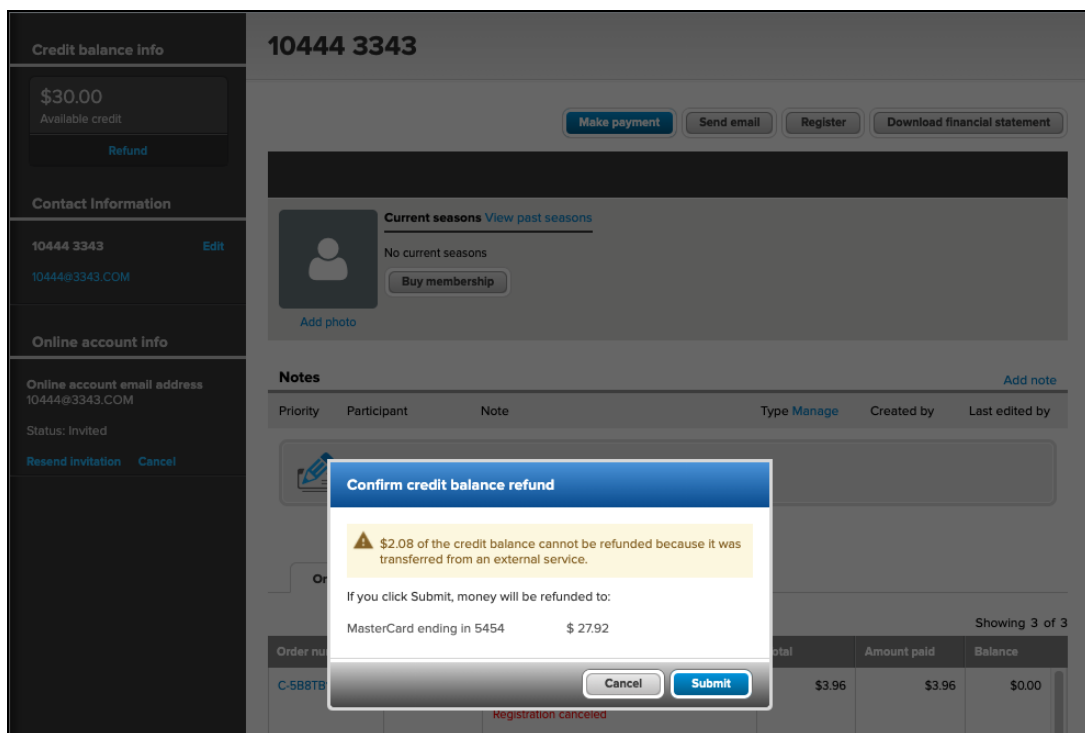 Credit balance info
10444 3343
$30.00
Available credit
Refund
Make payment
Send email
Register
Download financial statement
Contact Information
10444 3343
Edit
10444@3343.COM
Current seasons View past seasons
No current seasons
Buy membership
Add photo
Online account info
Online account email address
10444@3343.COM
Status: Invited
Resend invitation Cancel
Notes
Add note
Priority Participant Note Type Manage Created by Last edited by
Confirm credit balance refund
$2.08 of the credit balance cannot be refunded because it was
transferred from an external service.
If you click Submit, money will be refunded to:
MasterCard ending in 5454 $ 27.92
Cancel
Submit
Showing 3 of 3
Order Amount paid Balance
$3.96 $3.96 $0.00
Registration canceled